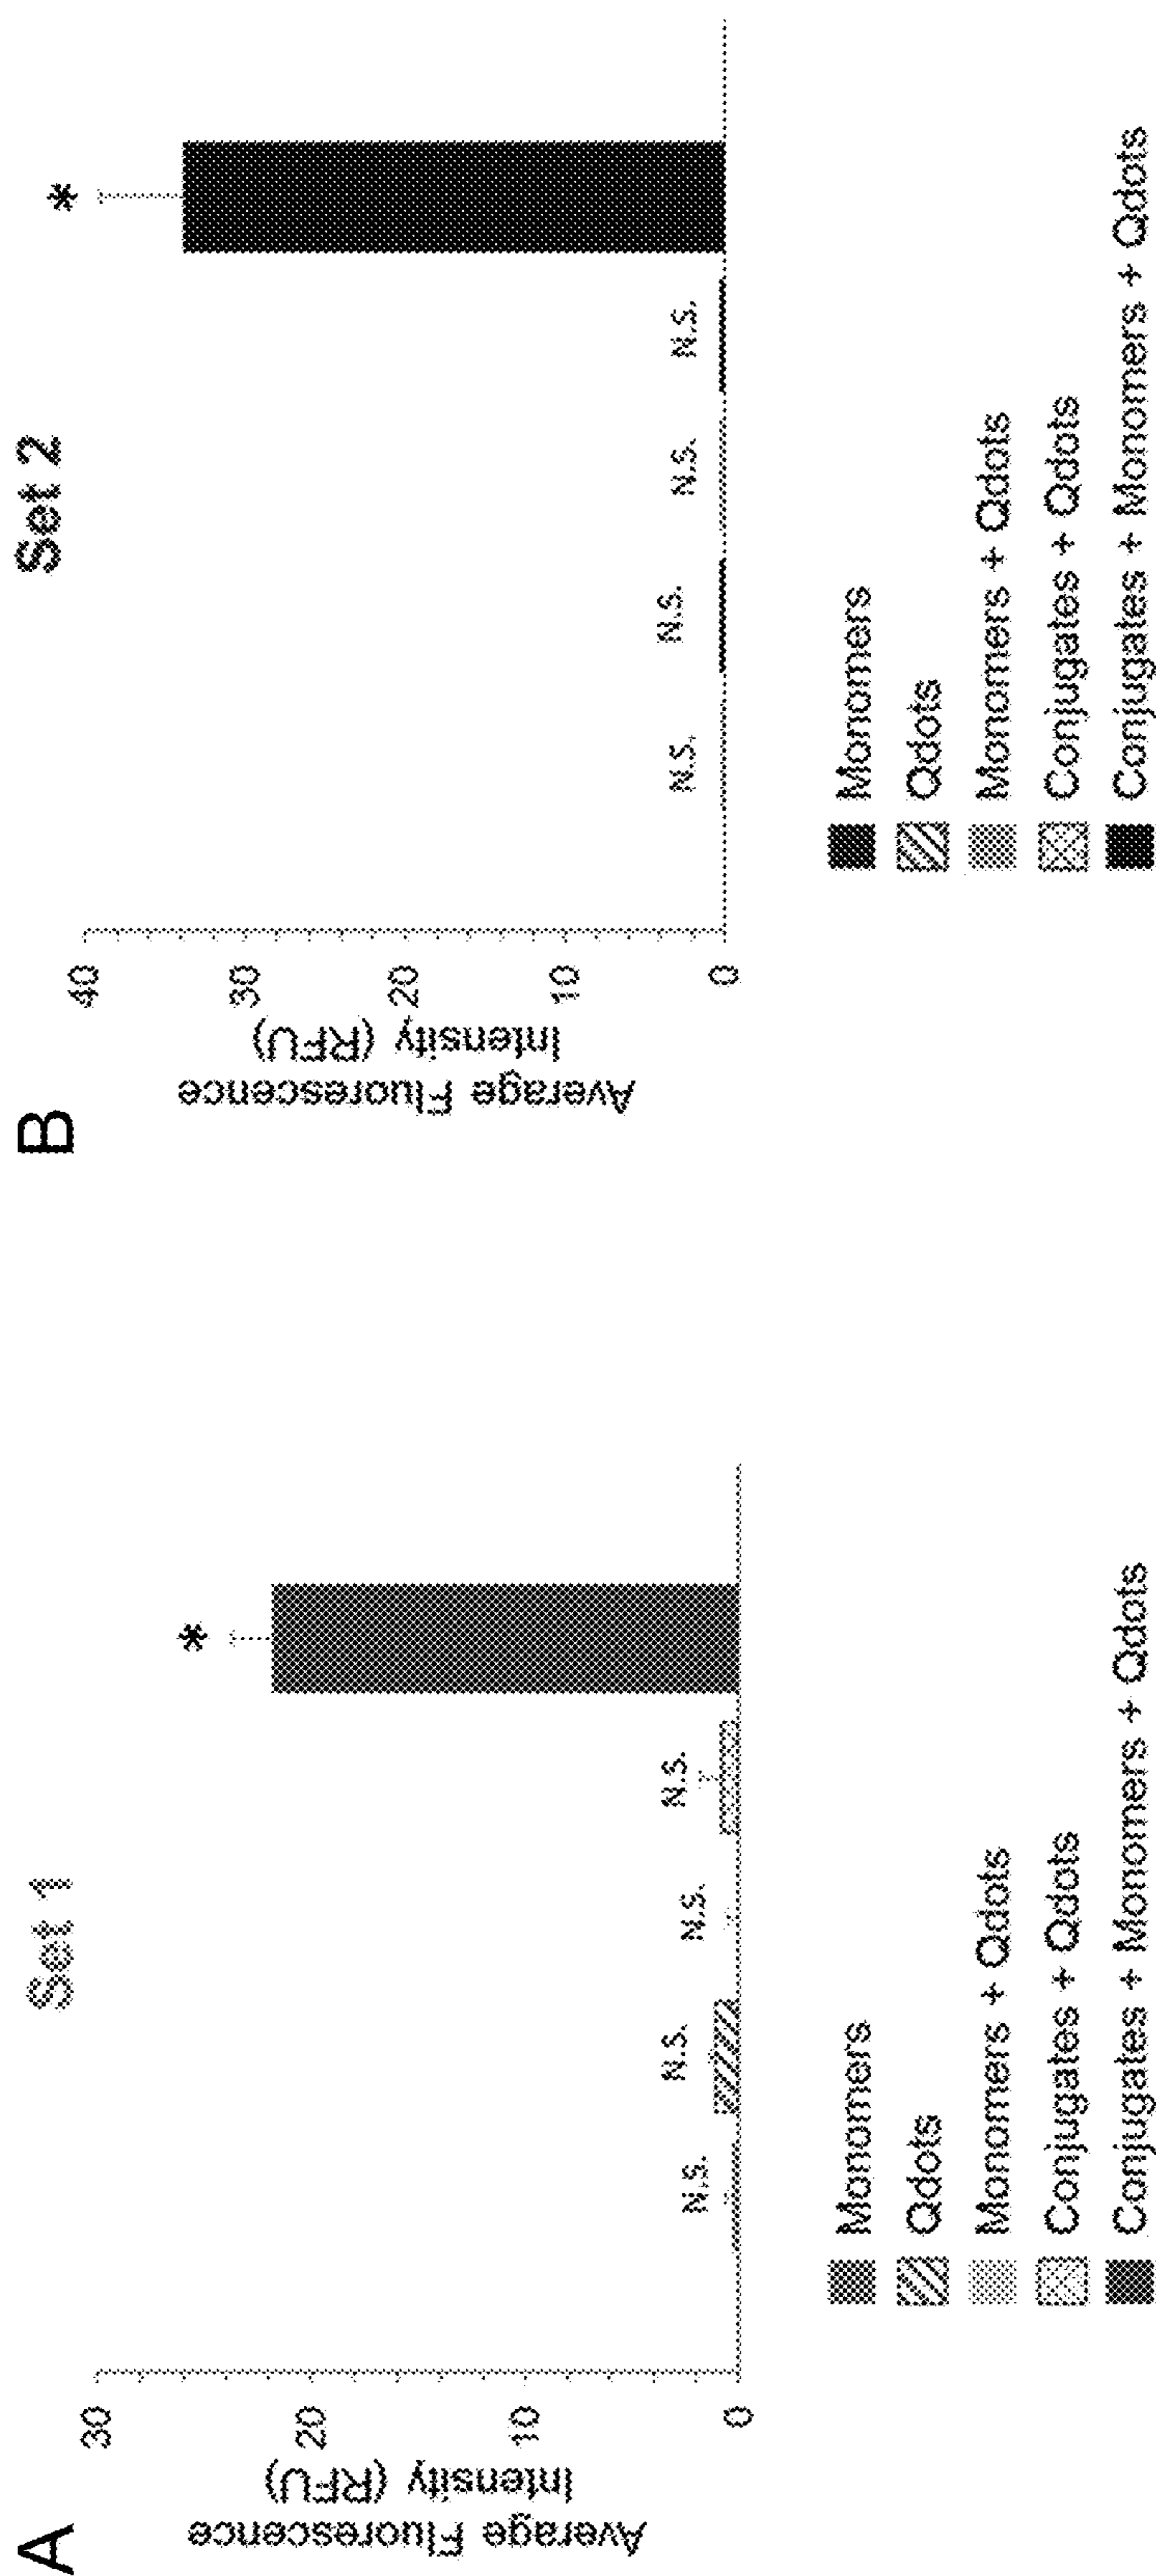 A
Set 1
Average Fluorescence
Intensity (RFU)
30
20
10
0
N.S.
N.S.
N.S.
N.S.
*
Monomers
Qdots
Monomers + Qdots
Conjugates + Qdots
Conjugates + Monomers + Qdots
B
Set 2
Average Fluorescence
Intensity (RFU)
40
30
20
10
0
N.S.
N.S.
N.S.
N.S.
*
Monomers
Qdots
Monomers + Qdots
Conjugates + Qdots
Conjugates + Monomers + Qdots